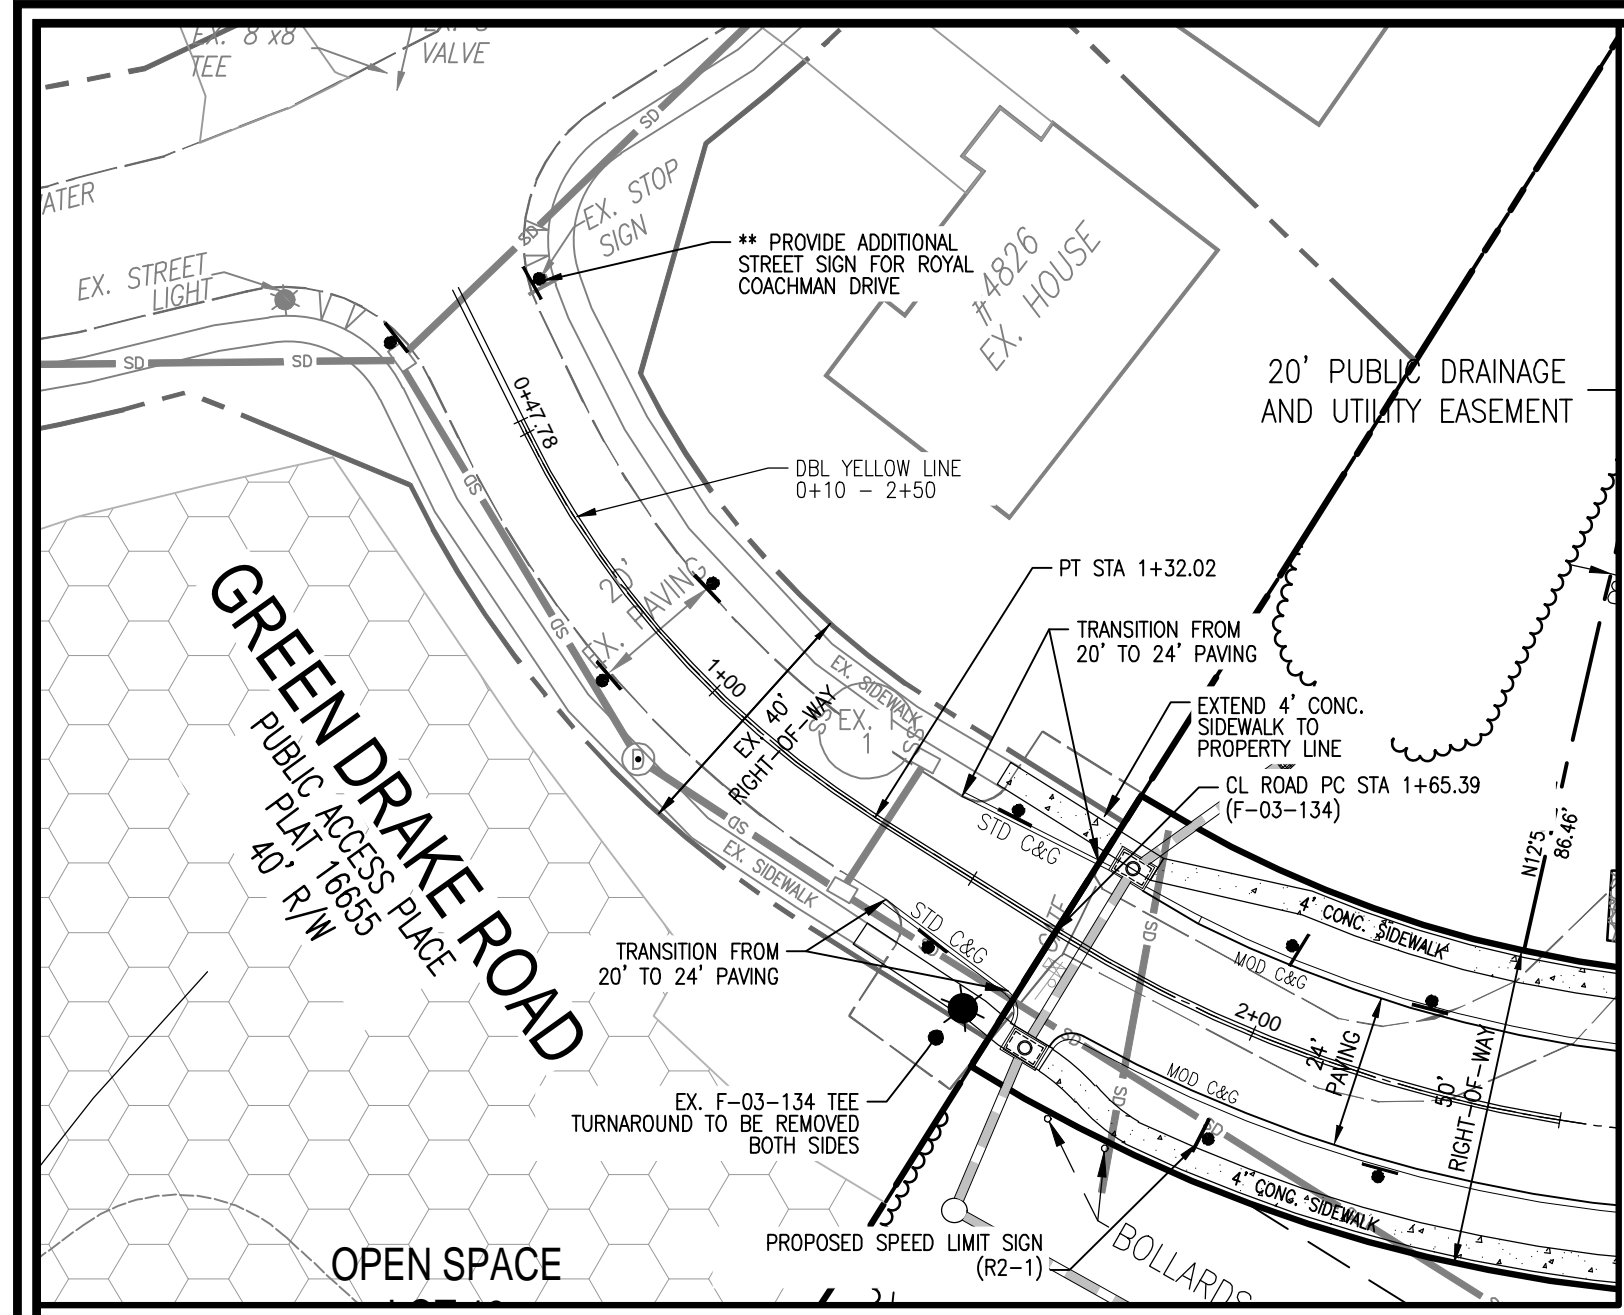 EX. 8"x8"
TEE
VALVE
SD
EX. STOP
SIGN
** PROVIDE ADDITIONAL
STREET SIGN FOR ROYAL
COACHMAN DRIVE
#4826
EX. HOUSE
EX. STREET
LIGHT
SD
SD
SD
20' PUBLIC DRAINAGE
AND UTILITY EASEMENT
0+47.78
DBL YELLOW LINE
0+10 - 2+50
SD
PT STA 1+32.02
EX. 20'
PAVING
SD
TRANSITION FROM
20' TO 24' PAVING
1+00
EX. SIDEWALK
EX. 40'
RIGHT-OF-WAY
EXTEND 4' CONC.
SIDEWALK TO
PROPERTY LINE
D
CL ROAD PC STA 1+65.39
(F-03-134)
GREEN DRAKE ROAD
PUBLIC ACCESS PLACE
PLAT 16655
40' R/W
SD
EX. SIDEWALK
STD C&G
STD C&G
86.46'
4' CONC. SIDEWALK
MOD C&G
SD
TRANSITION FROM
20' TO 24' PAVING
2+00
24'
PAVING
50'
RIGHT-OF-WAY
SD
MOD C&G
SD
SD
EX. F-03-134 TEE
TURNAROUND TO BE REMOVED
BOTH SIDES
4' CONC. SIDEWALK
PROPOSED SPEED LIMIT SIGN
(R2-1)
BOLLARDS
OPEN SPACE